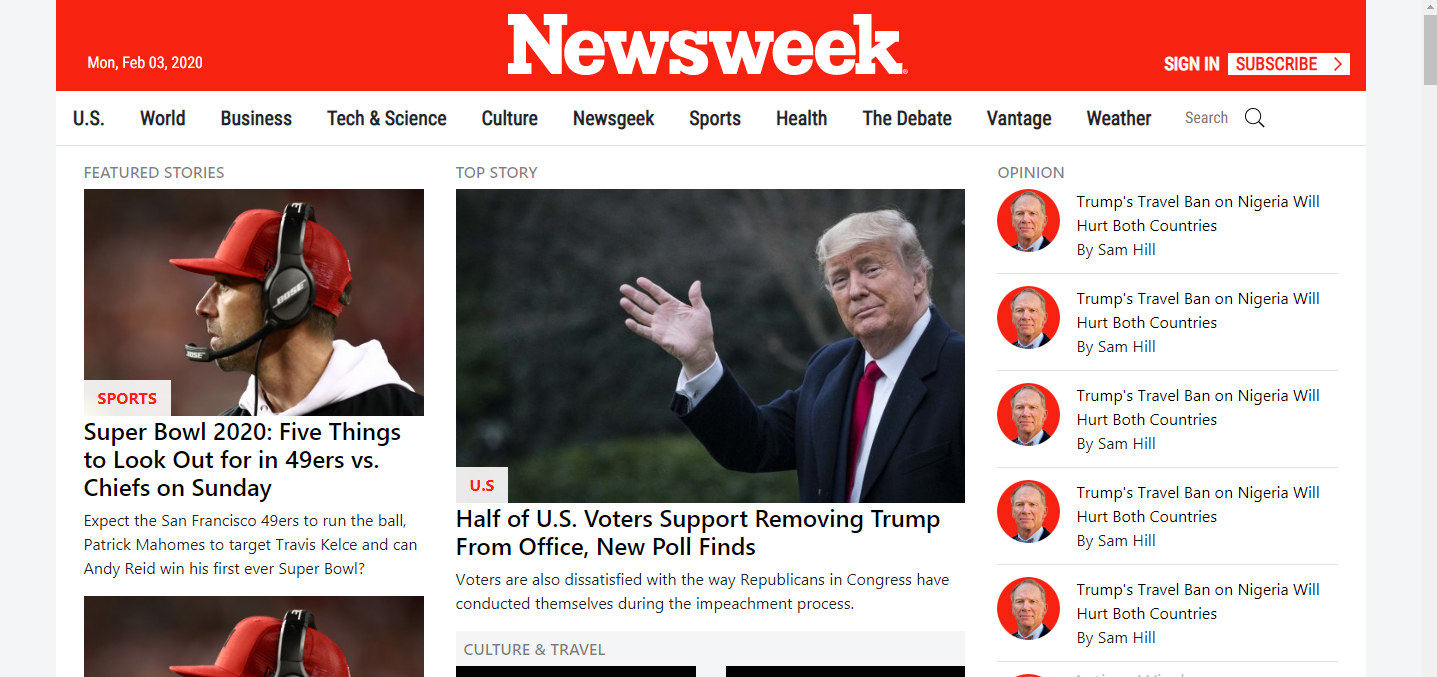 Newsweek
Mon, Feb 03, 2020
SIGN IN SUBSCRIBE
U.S. World Business Tech & Science Culture Newsgeek Sports Health The Debate Vantage Weather Search
FEATURED STORIES
BOSE
BOSE
SPORTS
Super Bowl 2020: Five Things
to Look Out for in 49ers vs.
Chiefs on Sunday
Expect the San Francisco 49ers to run the ball,
Patrick Mahomes to target Travis Kelce and can
Andy Reid win his first ever Super Bowl?
TOP STORY
U.S
Half of U.S. Voters Support Removing Trump
From Office, New Poll Finds
Voters are also dissatisfied with the way Republicans in Congress have
conducted themselves during the impeachment process.
CULTURE & TRAVEL
OPINION
Trump's Travel Ban on Nigeria Will
Hurt Both Countries
By Sam Hill
Trump's Travel Ban on Nigeria Will
Hurt Both Countries
By Sam Hill
Trump's Travel Ban on Nigeria Will
Hurt Both Countries
By Sam Hill
Trump's Travel Ban on Nigeria Will
Hurt Both Countries
By Sam Hill
Trump's Travel Ban on Nigeria Will
Hurt Both Countries
By Sam Hill